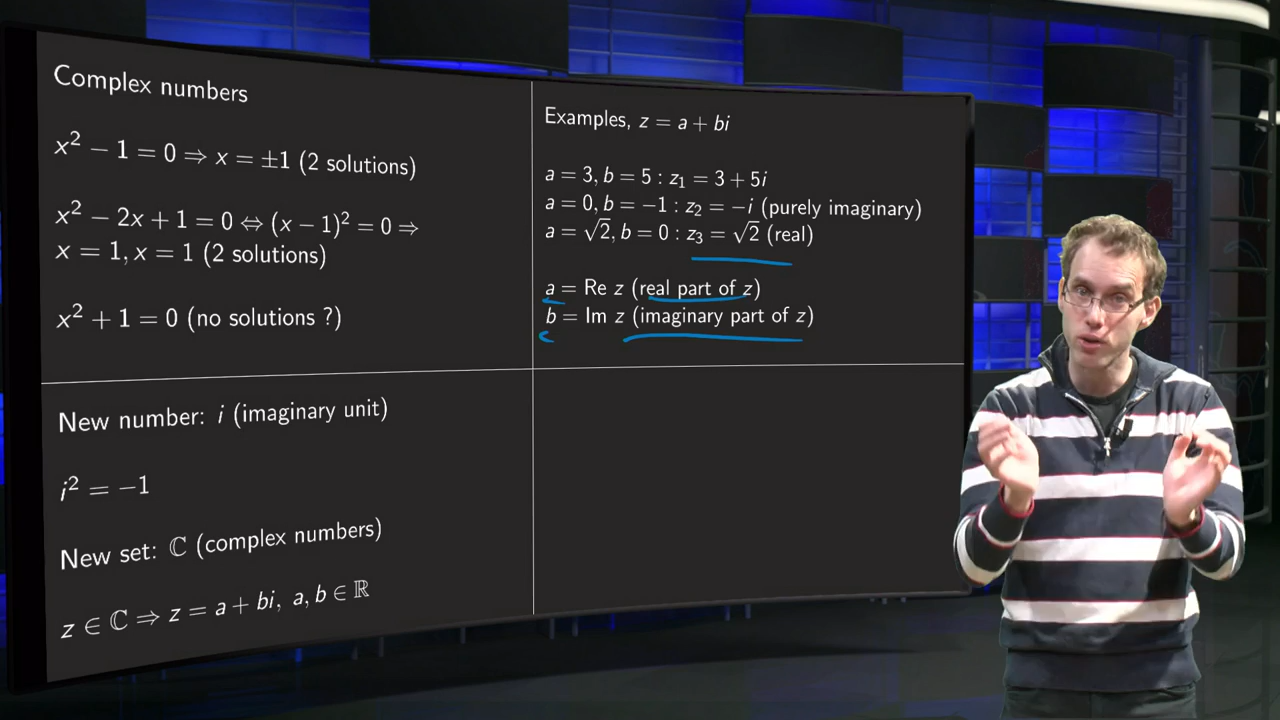 Complex numbers
x² − 1 = 0 ⇒ x = ±1 (2 solutions)
x² − 2x + 1 = 0 ⇔ (x − 1)² = 0 ⇒
x = 1, x = 1 (2 solutions)
x² + 1 = 0 (no solutions ?)
New number: i (imaginary unit)
i² = −1
New set: ℂ (complex numbers)
z ∈ ℂ ⇒ z = a + bi, a, b ∈ ℝ
Examples, z = a + bi
a = 3, b = 5 : z₁ = 3 + 5i
a = 0, b = −1 : z₂ = −i (purely imaginary)
a = √2, b = 0 : z₃ = √2 (real)
a = Re z (real part of z)
b = Im z (imaginary part of z)